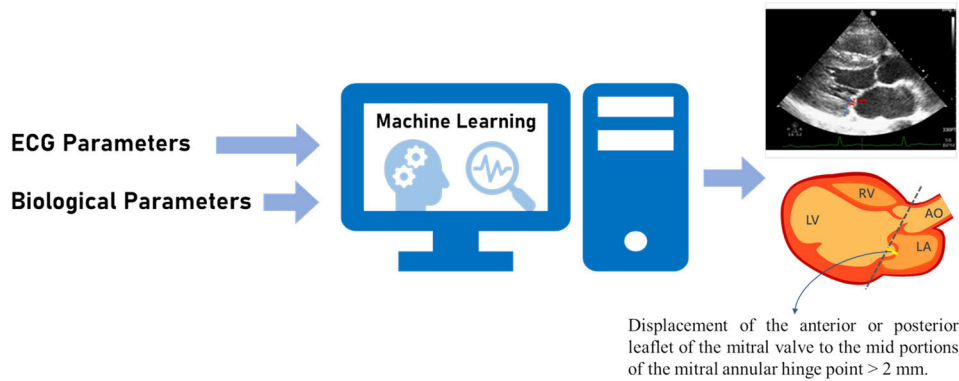 ECG Parameters
Biological Parameters
Machine Learning
RV
LV
AO
LA
Displacement of the anterior or posterior
leaflet of the mitral valve to the mid portions
of the mitral annular hinge point > 2 mm.